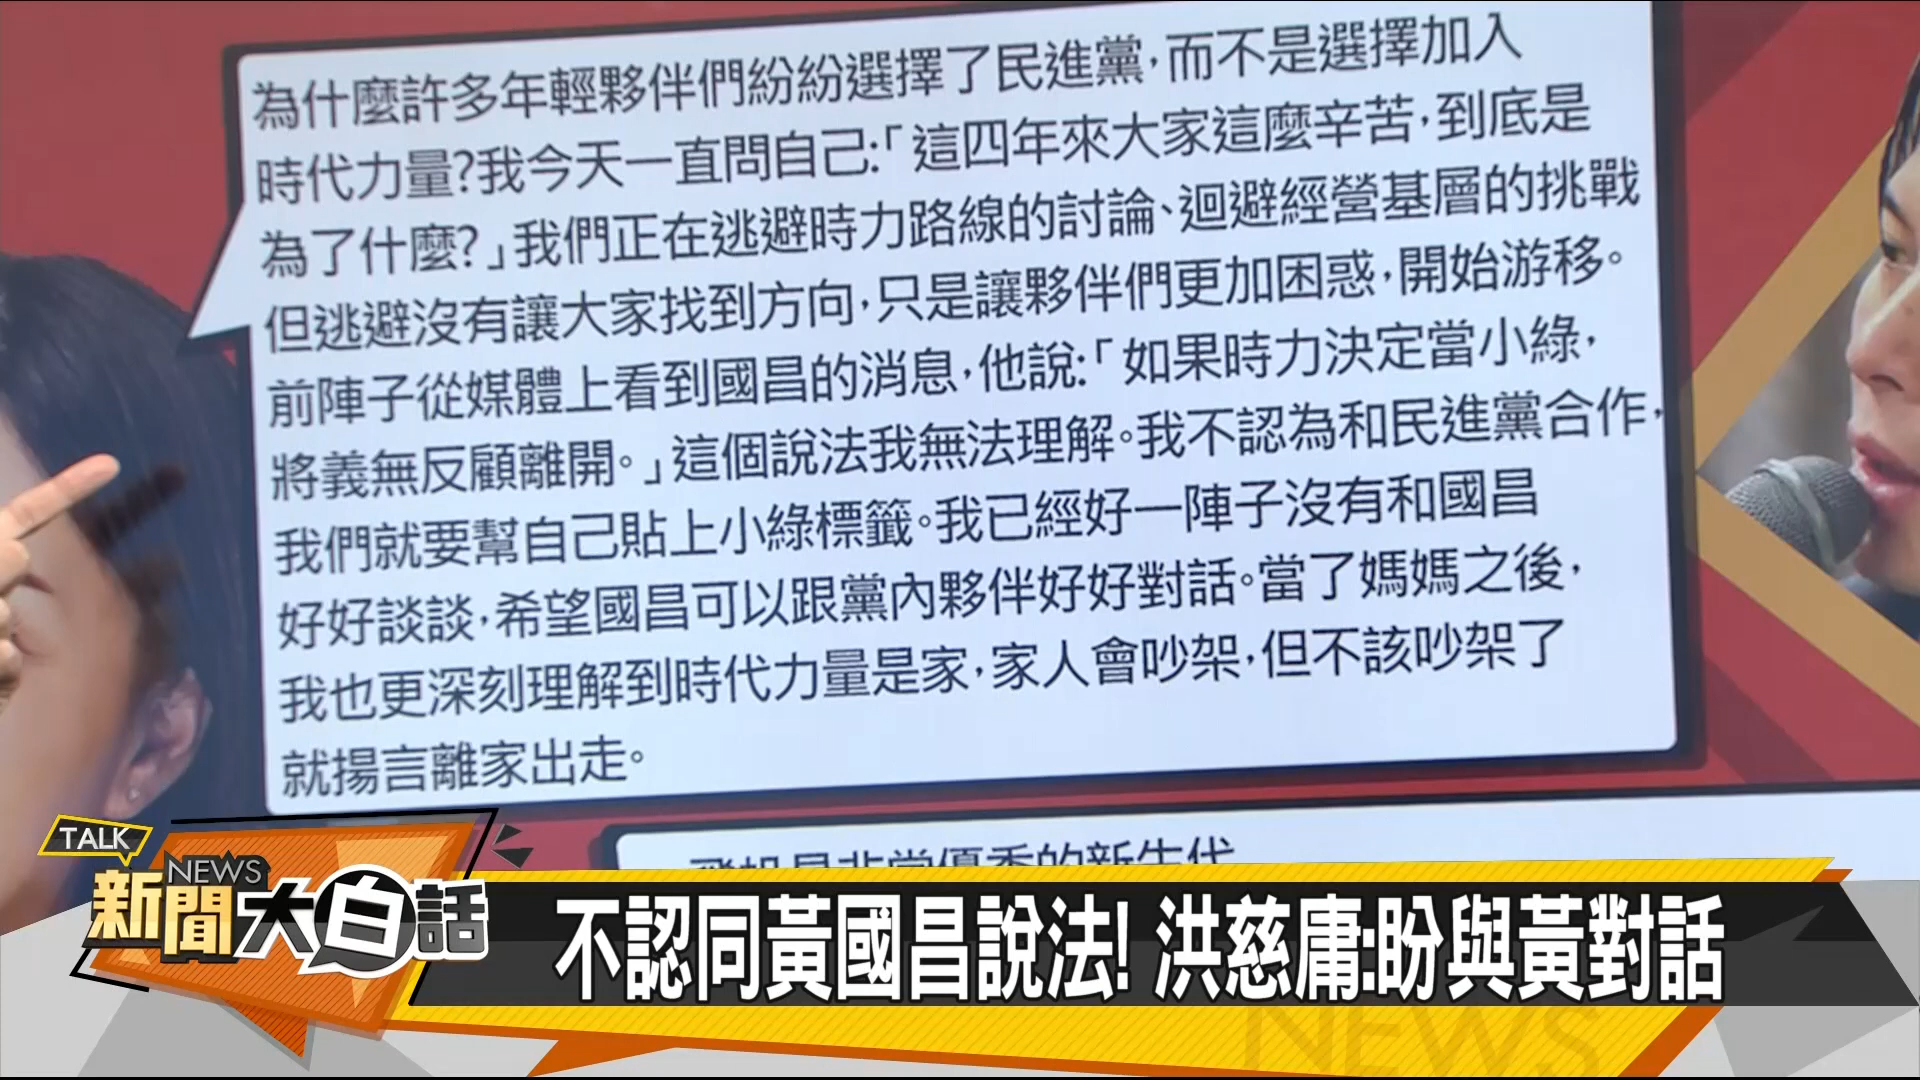 為什麼許多年輕夥伴們紛紛選擇了民進黨,而不是選擇加入
時代力量?我今天一直問自己:「這四年來大家這麼辛苦,到底是
為了什麼?」我們正在逃避時力路線的討論、迴避經營基層的挑戰
但逃避沒有讓大家找到方向,只是讓夥伴們更加困惑,開始游移。
前陣子從媒體上看到國昌的消息,他說:「如果時力決定當小綠,
將義無反顧離開。」這個說法我無法理解。我不認為和民進黨合作,
我們就要幫自己貼上小綠標籤。我已經好一陣子沒有和國昌
好好談談,希望國昌可以跟黨內夥伴好好對話。當了媽媽之後,
我也更深刻理解到時代力量是家,家人會吵架,但不該吵架了
就揚言離家出走。
是非常優秀的新生代
TALK
NEWS
新聞大白話
不認同黃國昌說法! 洪慈庸:盼與黃對話
NEWS